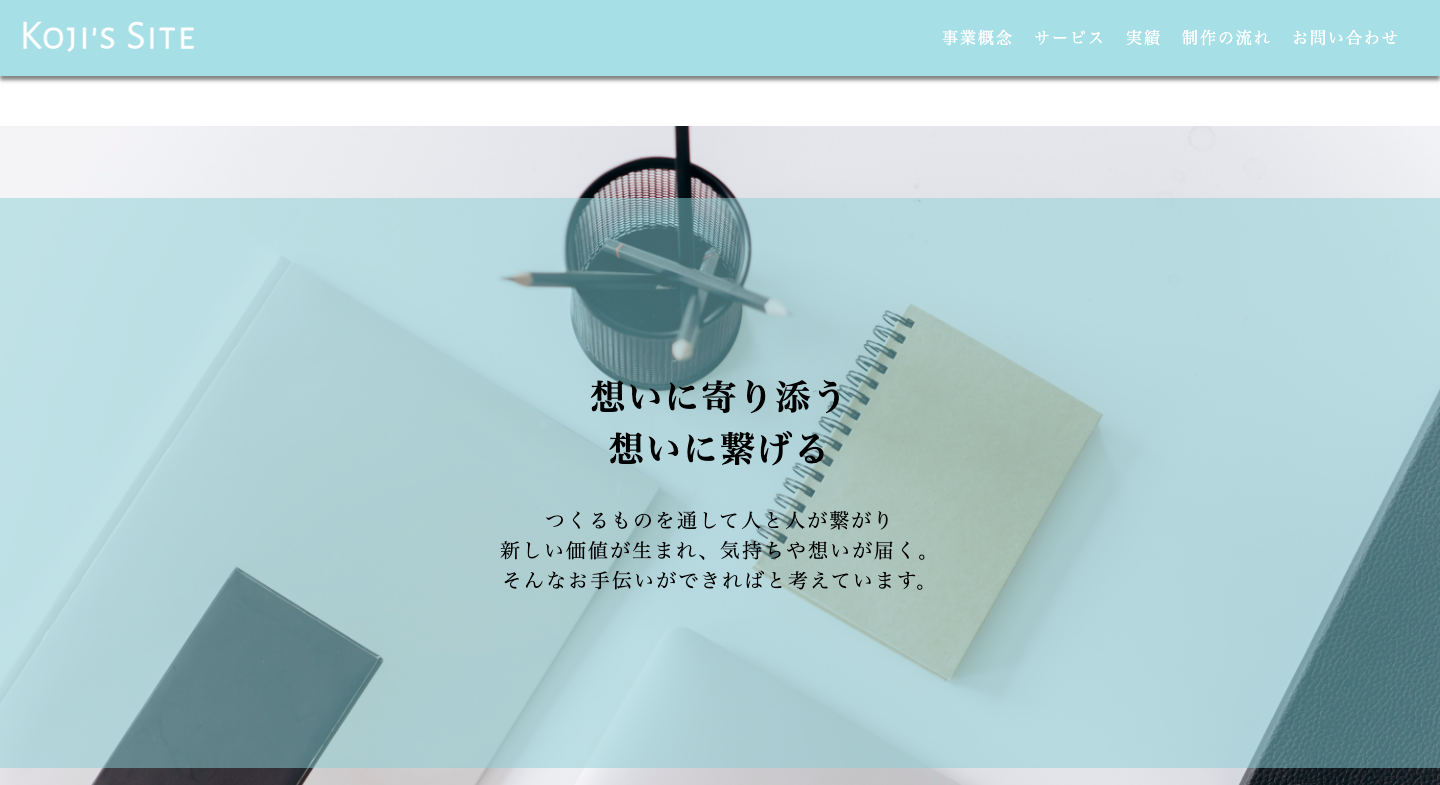 Koji's Site
事業概念 サービス 実績 制作の流れ お問い合わせ
想いに寄り添う
想いに繋げる
つくるものを通して人と人が繋がり
新しい価値が生まれ、気持ちや想いが届く。
そんなお手伝いができればと考えています。